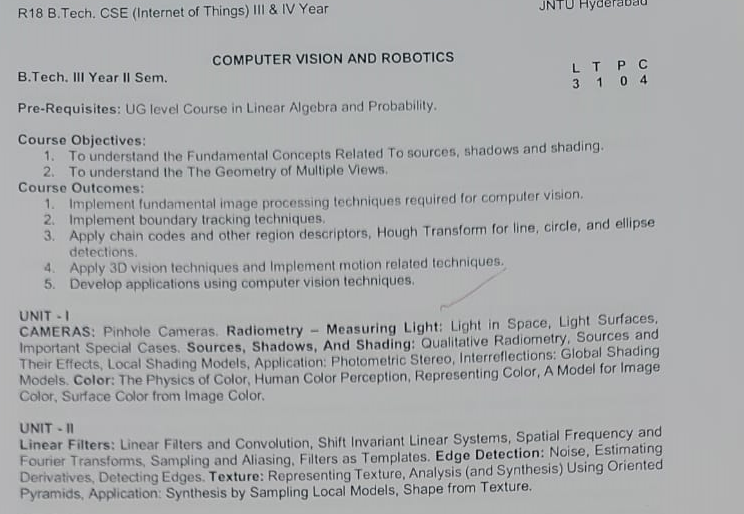 R18 B.Tech. CSE (Internet of Things) III & IV Year
JNTU Hyderabad
COMPUTER VISION AND ROBOTICS
B.Tech. III Year II Sem.
L T P C
3 1 0 4
Pre-Requisites: UG level Course in Linear Algebra and Probability.
Course Objectives:
1. To understand the Fundamental Concepts Related To sources, shadows and shading.
2. To understand the The Geometry of Multiple Views.
Course Outcomes:
1. Implement fundamental image processing techniques required for computer vision.
2. Implement boundary tracking techniques.
3. Apply chain codes and other region descriptors, Hough Transform for line, circle, and ellipse
detections.
4. Apply 3D vision techniques and Implement motion related techniques.
5. Develop applications using computer vision techniques.
UNIT - I
CAMERAS: Pinhole Cameras. Radiometry – Measuring Light: Light in Space, Light Surfaces,
Important Special Cases. Sources, Shadows, And Shading: Qualitative Radiometry, Sources and
Their Effects, Local Shading Models, Application: Photometric Stereo, Interreflections: Global Shading
Models. Color: The Physics of Color, Human Color Perception, Representing Color, A Model for Image
Color, Surface Color from Image Color.
UNIT - II
Linear Filters: Linear Filters and Convolution, Shift Invariant Linear Systems, Spatial Frequency and
Fourier Transforms, Sampling and Aliasing, Filters as Templates. Edge Detection: Noise, Estimating
Derivatives, Detecting Edges. Texture: Representing Texture, Analysis (and Synthesis) Using Oriented
Pyramids, Application: Synthesis by Sampling Local Models, Shape from Texture.